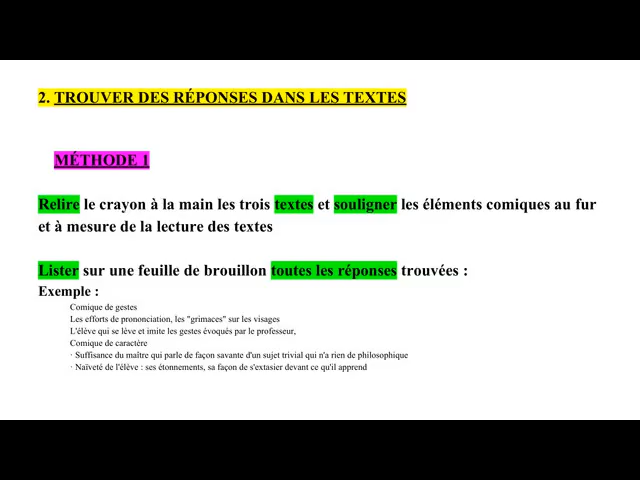 2. TROUVER DES RÉPONSES DANS LES TEXTES
MÉTHODE 1
Relire le crayon à la main les trois textes et souligner les éléments comiques au fur
et à mesure de la lecture des textes
Lister sur une feuille de brouillon toutes les réponses trouvées :
Exemple :
Comique de gestes
Les efforts de prononciation, les "grimaces" sur les visages
L'élève qui se lève et imite les gestes évoqués par le professeur,
Comique de caractère
· Suffisance du maître qui parle de façon savante d'un sujet trivial qui n'a rien de philosophique
· Naïveté de l'élève : ses étonnements, sa façon de s'extasier devant ce qu'il apprend